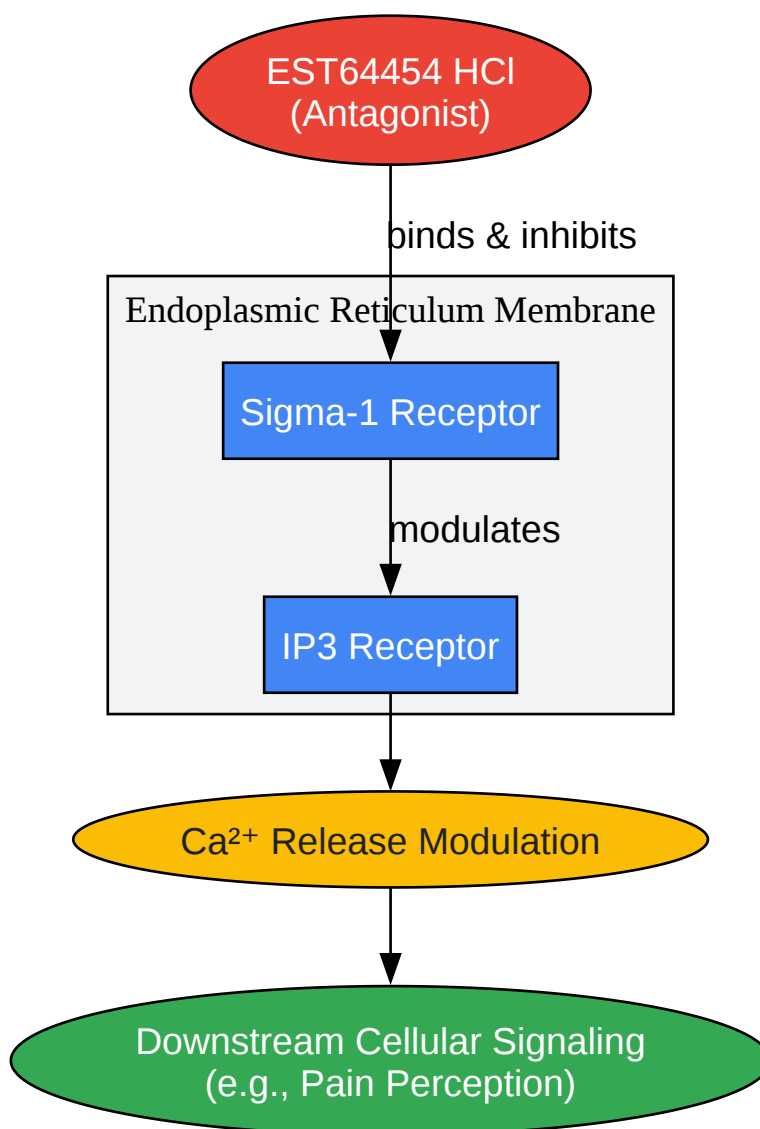 EST64454 HCl
(Antagonist)
binds & inhibits
Endoplasmic Reticulum Membrane
Sigma-1 Receptor
modulates
IP3 Receptor
Ca²⁺ Release Modulation
Downstream Cellular Signaling
(e.g., Pain Perception)